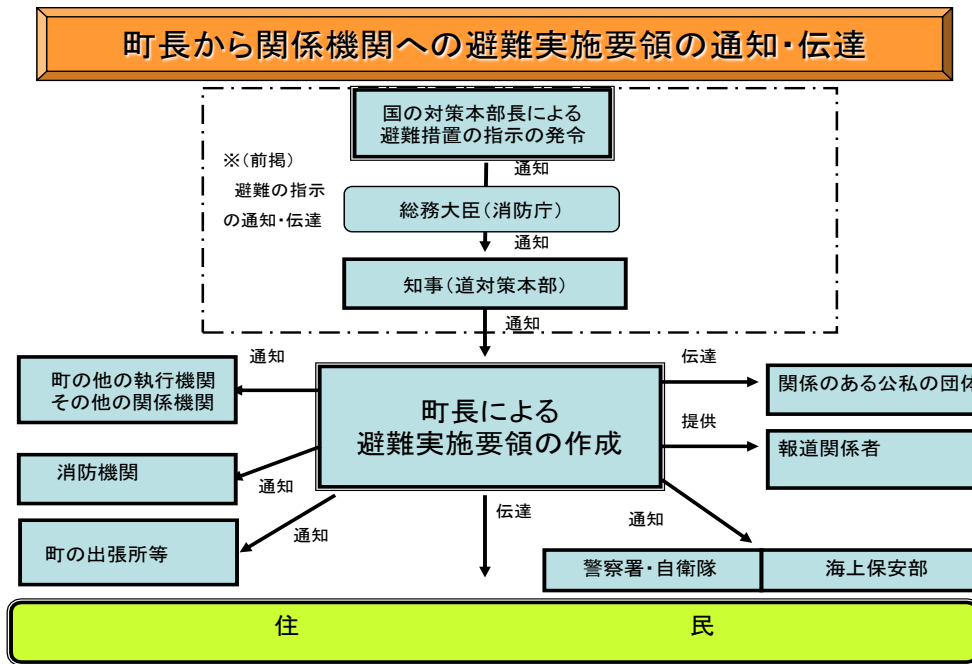 町長から関係機関への避難実施要領の通知・伝達
国の対策本部長による
避難措置の指示の発令
※(前掲)
避難の指示
の通知・伝達
通知
総務大臣(消防庁)
通知
知事(道対策本部)
通知
通知
伝達
町の他の執行機関
その他の関係機関
町長による
避難実施要領の作成
関係のある公私の団体
提供
報道関係者
消防機関
通知
通知
伝達
通知
町の出張所等
警察署・自衛隊
海上保安部
住 民